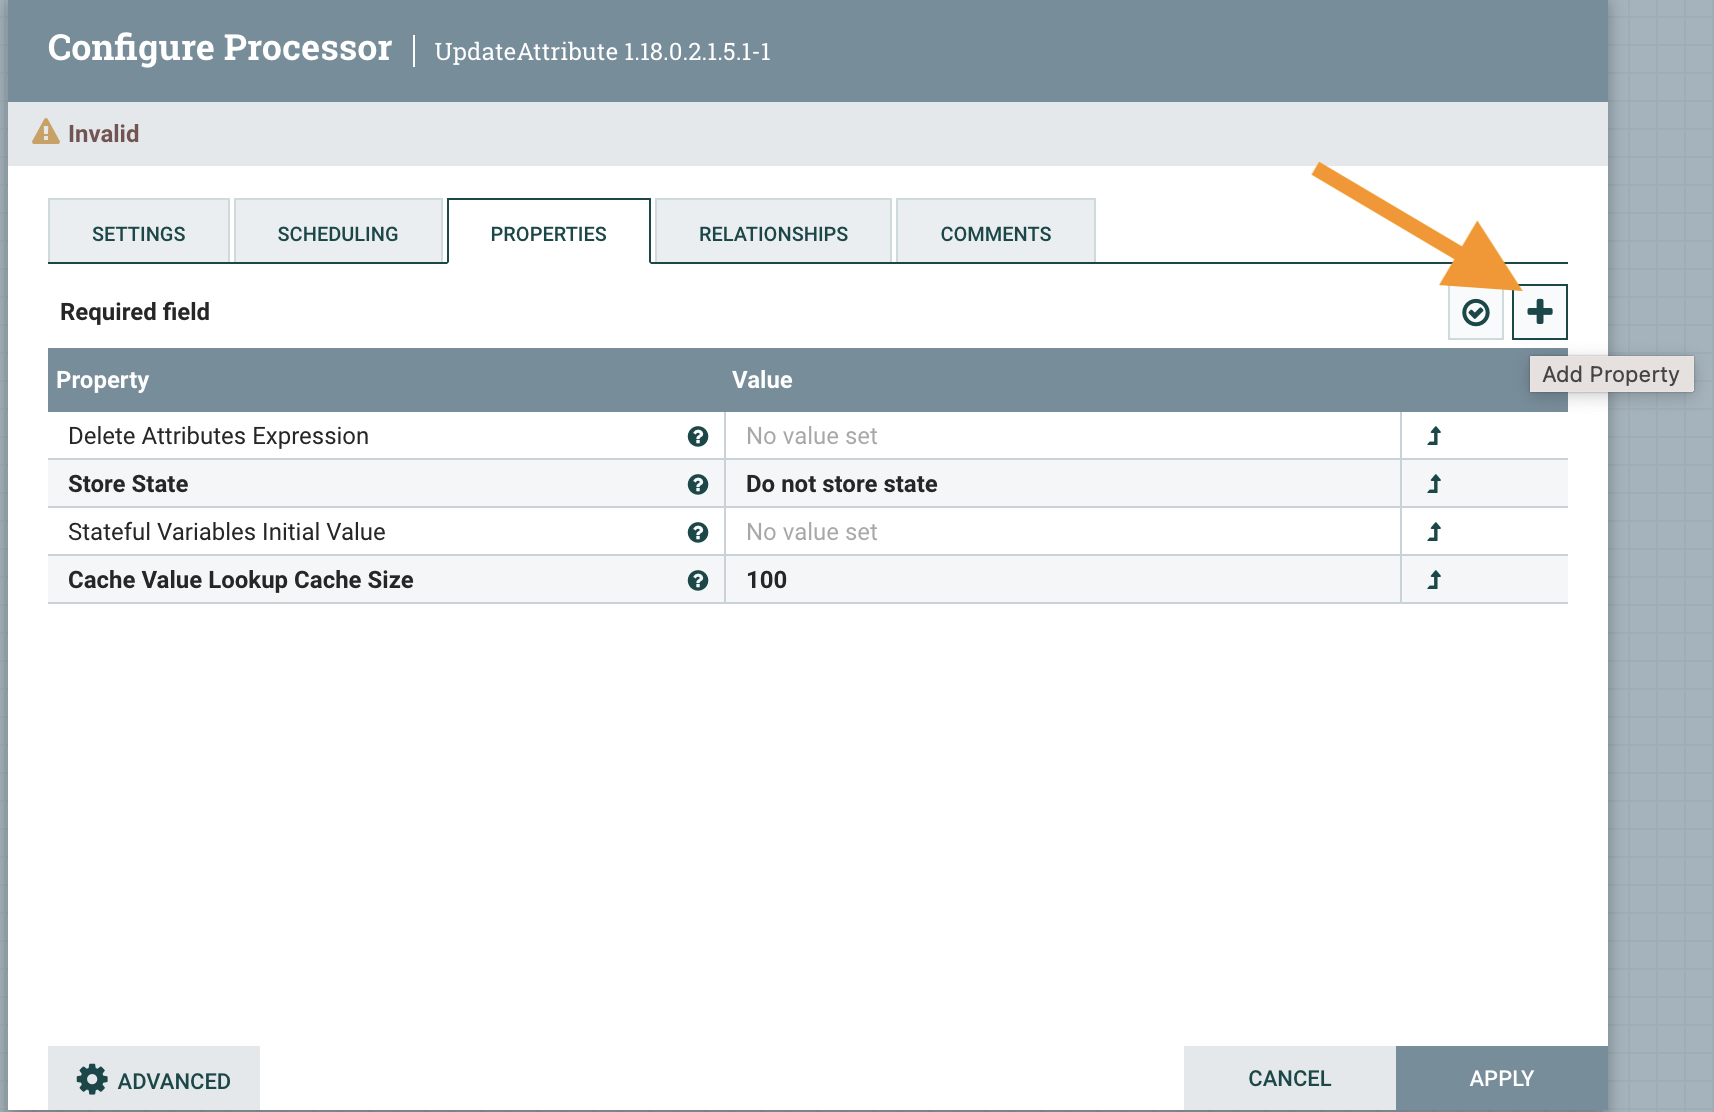 Configure Processor | UpdateAttribute 1.18.0.2.1.5.1-1
Invalid
SETTINGS SCHEDULING PROPERTIES RELATIONSHIPS COMMENTS
Required field
Add Property
Property Value
Delete Attributes Expression No value set
Store State Do not store state
Stateful Variables Initial Value No value set
Cache Value Lookup Cache Size 100
ADVANCED CANCEL APPLY